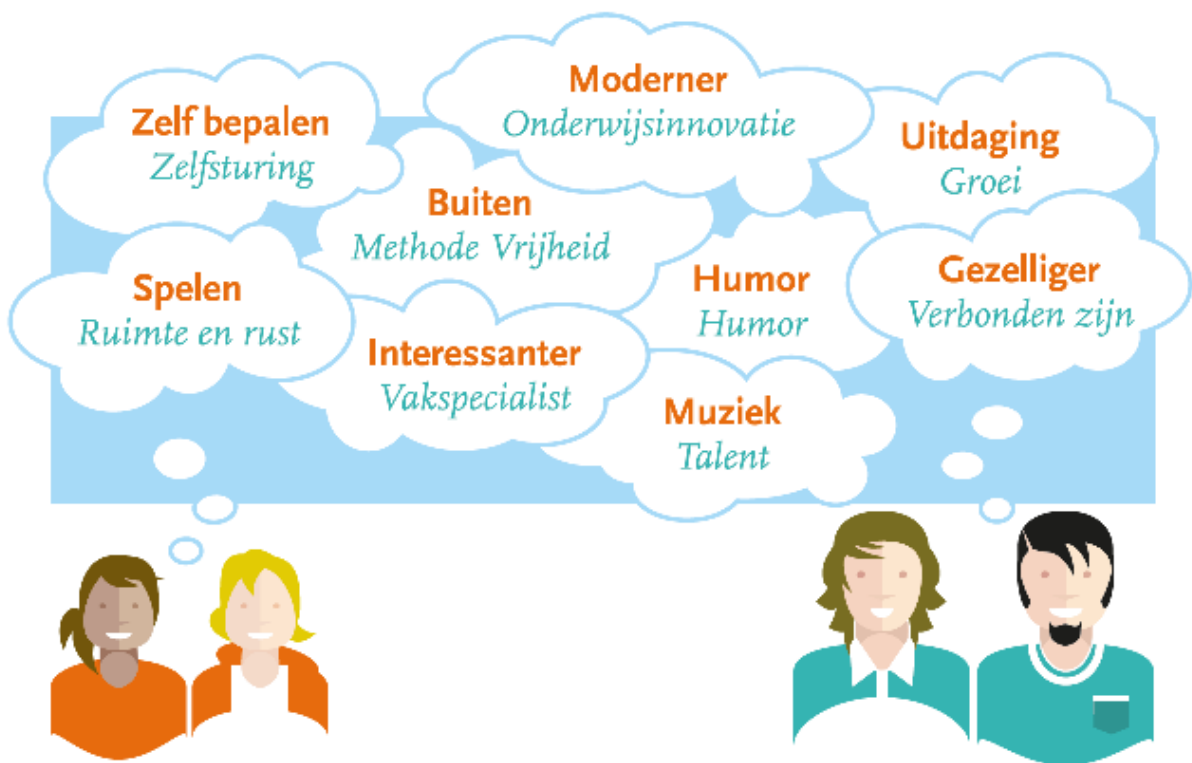 Moderner
Onderwijsinnovatie
Zelf bepalen
Zelfsturing
Uitdaging
Groei
Buiten
Methode Vrijheid
Spelen
Ruimte en rust
Humor
Humor
Gezelliger
Verbonden zijn
Interessanter
Vakspecialist
Muziek
Talent